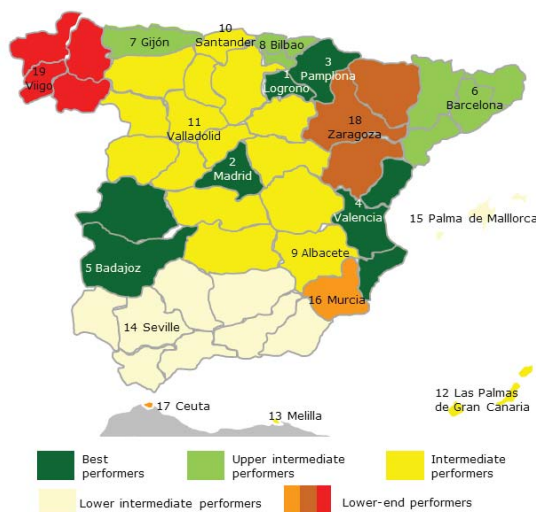 10
Santander
7 Gijón
8 Bilbao
3
Pamplona
1
Logroño
6
Barcelona
19
Viigo
11
Valladolid
18
Zaragoza
2
Madrid
4
Valencia
15 Palma de Malllorca
5 Badajoz
9 Albacete
16 Murcia
14 Seville
12 Las Palmas
de Gran Canaria
17 Ceuta
13 Melilla
Best
performers
Upper intermediate
performers
Intermediate
performers
Lower intermediate performers
Lower-end performers